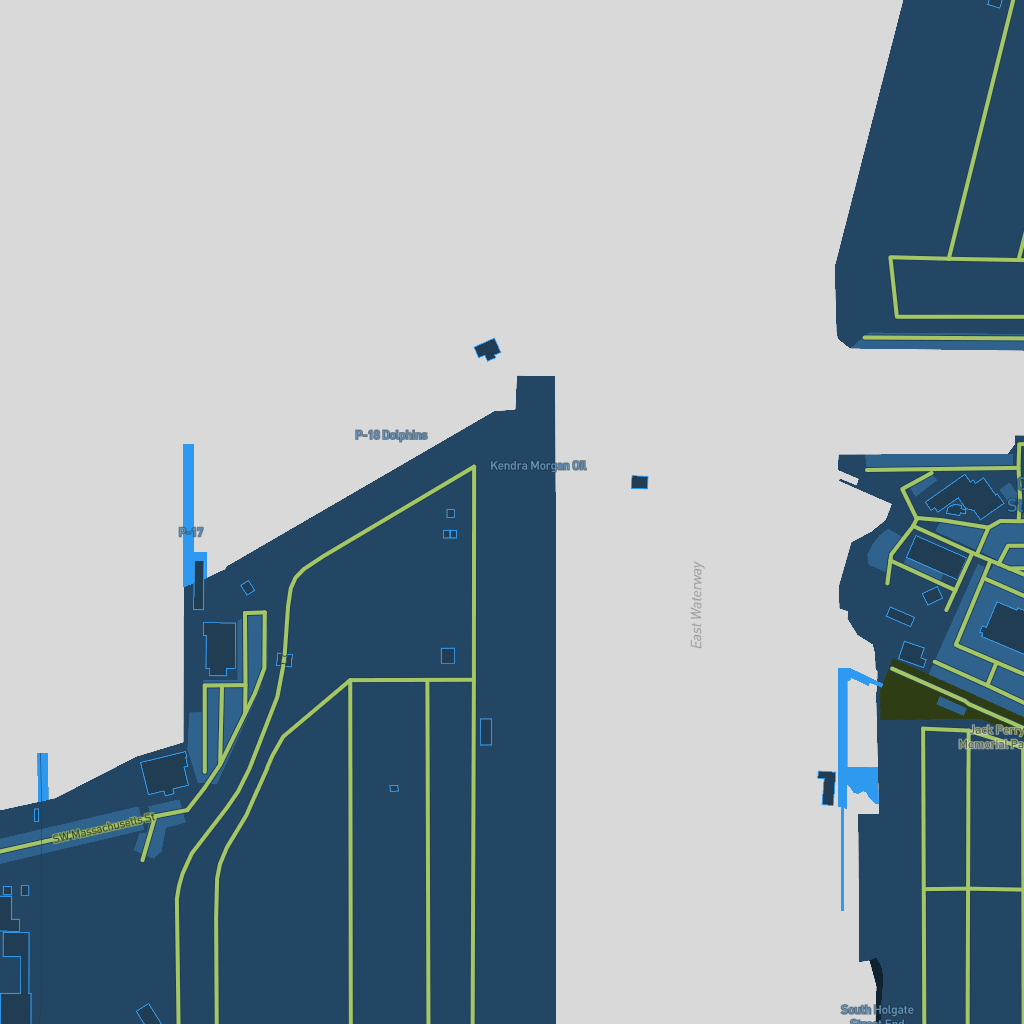 P-18 Dolphins
Kendra Morgan Oil
P-17
East Waterway
Jack Perry
Memorial Pa
SW Massachusetts St
South Holgate
Street End